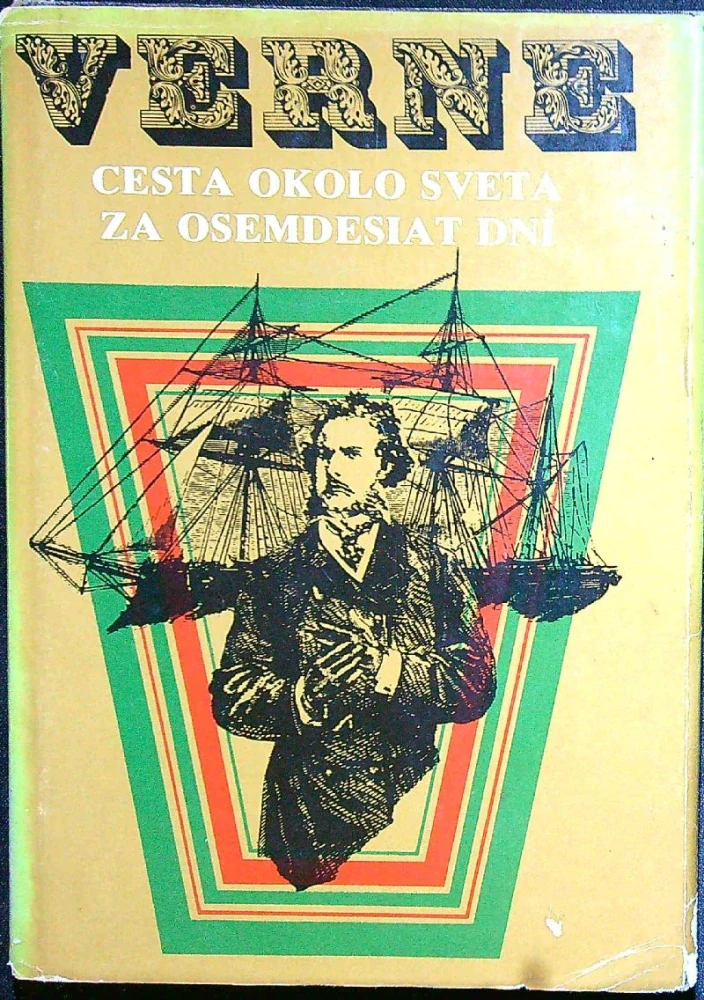 VERNE
CESTA OKOLO SVETA
ZA OSEMDESIAT DNÍ